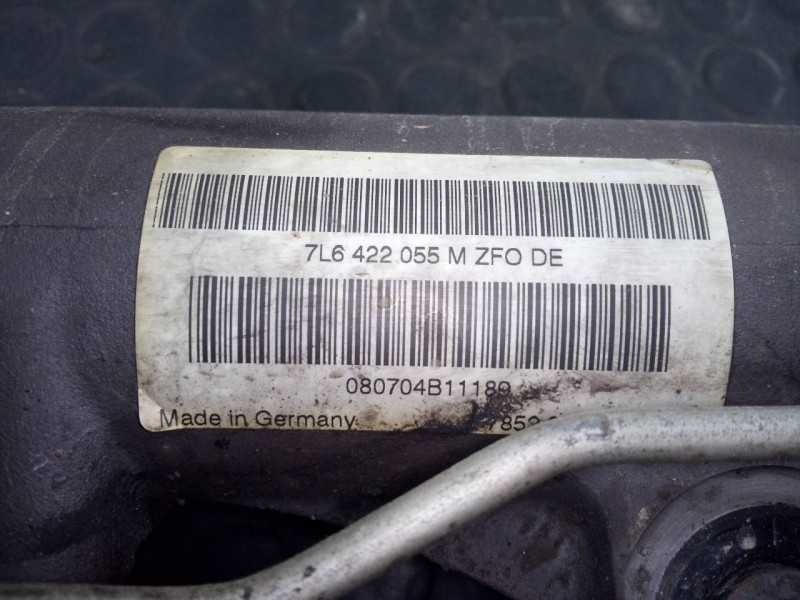 7L6 422 055 M ZFO DE
080704B11189
Made in Germany